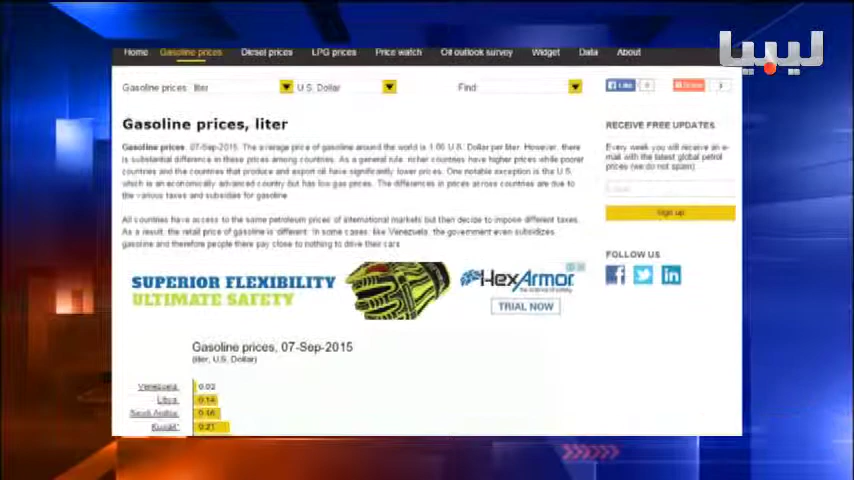 ليبيا
Home Gasoline prices Diesel prices LPG prices Price watch Oil outlook survey Widget Data About
Gasoline prices: liter U.S. Dollar Find:
Like 0 Share
Gasoline prices, liter
RECEIVE FREE UPDATES
Gasoline prices, 07-Sep-2015: The average price of gasoline around the world is 1.06 U.S. Dollar per liter. However, there
is substantial difference in these prices among countries. As a general rule, richer countries have higher prices while poorer
countries and the countries that produce and export oil have significantly lower prices. One notable exception is the U.S.
which is an economically advanced country but has low gas prices. The differences in prices across countries are due to
the various taxes and subsidies for gasoline.
Every week you will receive an e-
mail with the latest global petrol
prices (we do not spam)
Sign up
All countries have access to the same petroleum prices of international markets but then decide to impose different taxes.
As a result, the retail price of gasoline is different. In some cases, like Venezuela, the government even subsidizes
gasoline and therefore people there pay close to nothing to drive their cars.
FOLLOW US
SUPERIOR FLEXIBILITY
ULTIMATE SAFETY
HexArmor
TRIAL NOW
Gasoline prices, 07-Sep-2015
(liter, U.S. Dollar)
Venezuela 0.02
Libya 0.14
Saudi Arabia 0.16
Kuwait* 0.21